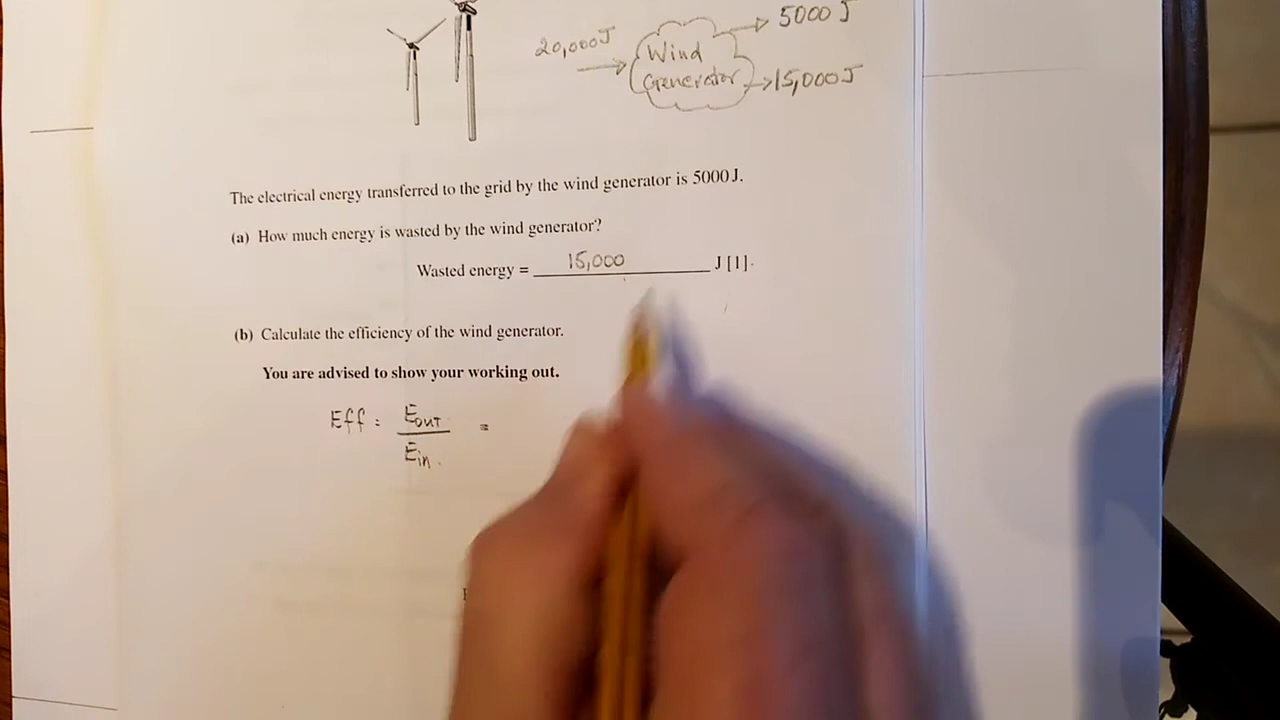 5000 J
20,000J
Wind
Generator
15,000J
The electrical energy transferred to the grid by the wind generator is 5000 J.
(a) How much energy is wasted by the wind generator?
Wasted energy = 15,000 J [1].
(b) Calculate the efficiency of the wind generator.
You are advised to show your working out.
Eff = Eout =
Ein